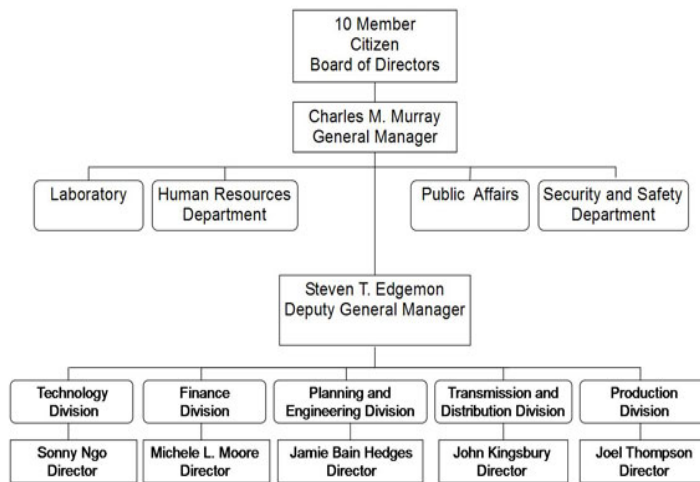 10 Member
Citizen
Board of Directors
Charles M. Murray
General Manager
Laboratory
Human Resources
Department
Public Affairs
Security and Safety
Department
Steven T. Edgemon
Deputy General Manager
Technology
Division
Finance
Division
Planning and
Engineering Division
Transmission and
Distribution Division
Production
Division
Sonny Ngo
Director
Michele L. Moore
Director
Jamie Bain Hedges
Director
John Kingsbury
Director
Joel Thompson
Director